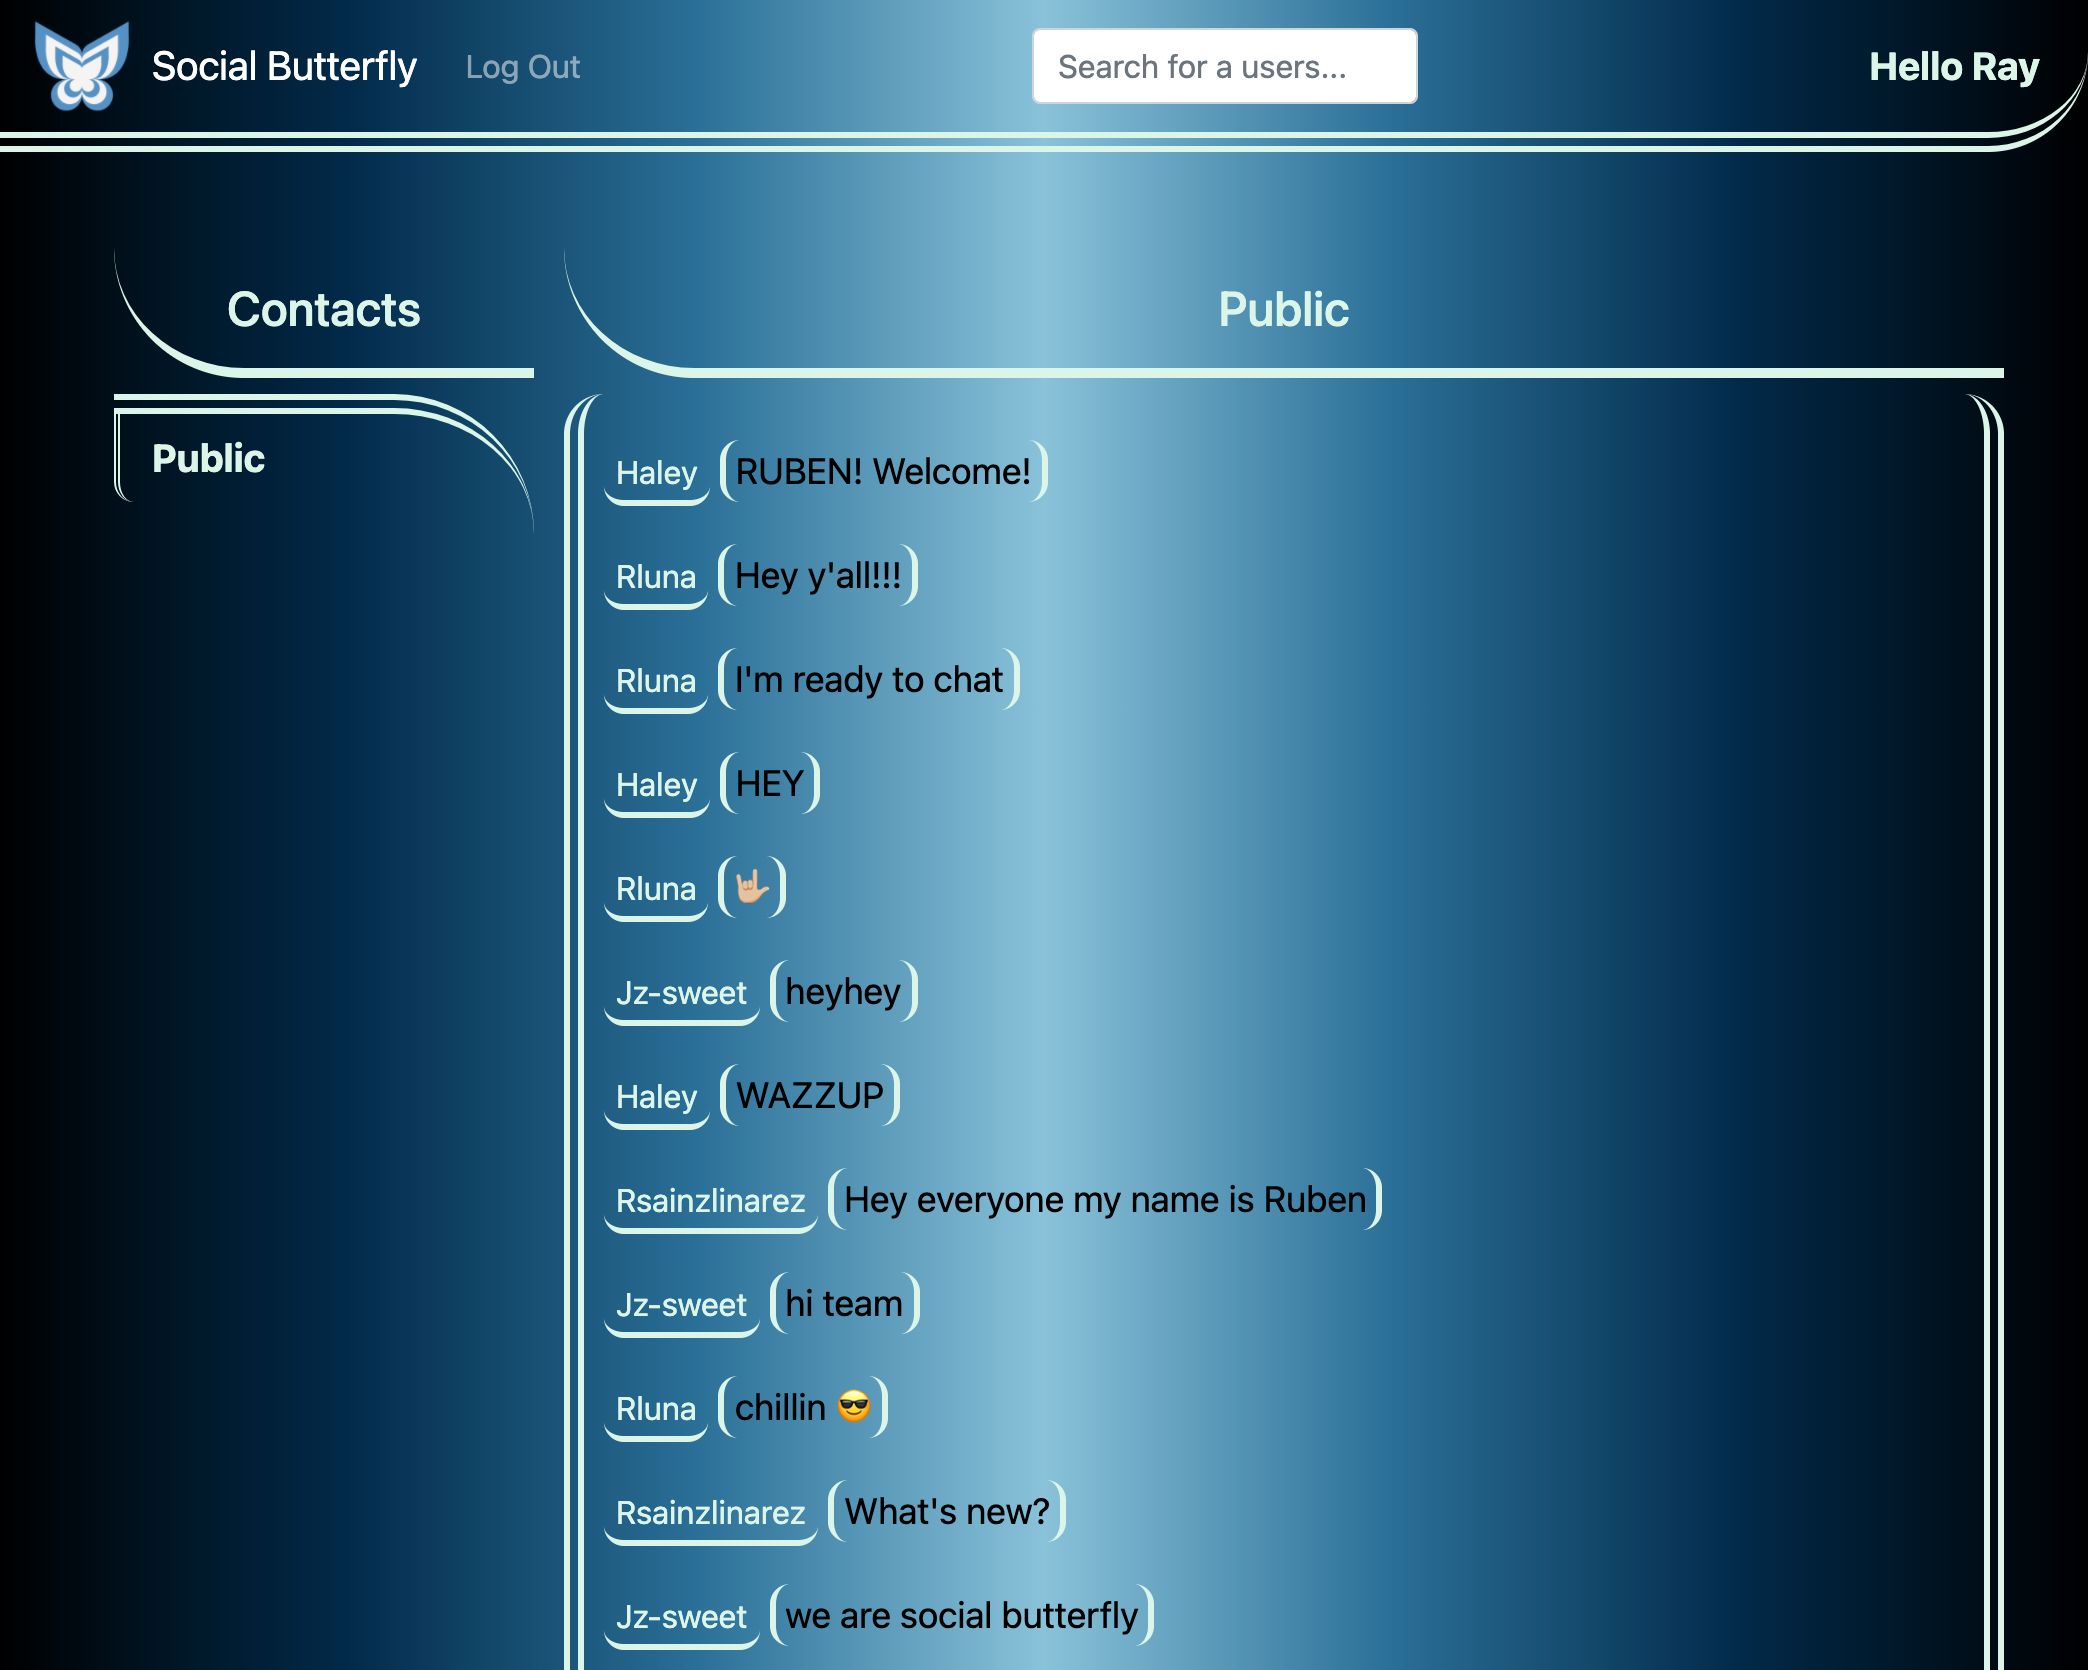 Social Butterfly Log Out Search for a users... Hello Ray
Contacts
Public
Public
Haley RUBEN! Welcome!
Rluna Hey y'all!!!
Rluna I'm ready to chat
Haley HEY
Rluna 🤟🏼
Jz-sweet heyhey
Haley WAZZUP
Rsainzlinarez Hey everyone my name is Ruben
Jz-sweet hi team
Rluna chillin 😎
Rsainzlinarez What's new?
Jz-sweet we are social butterfly